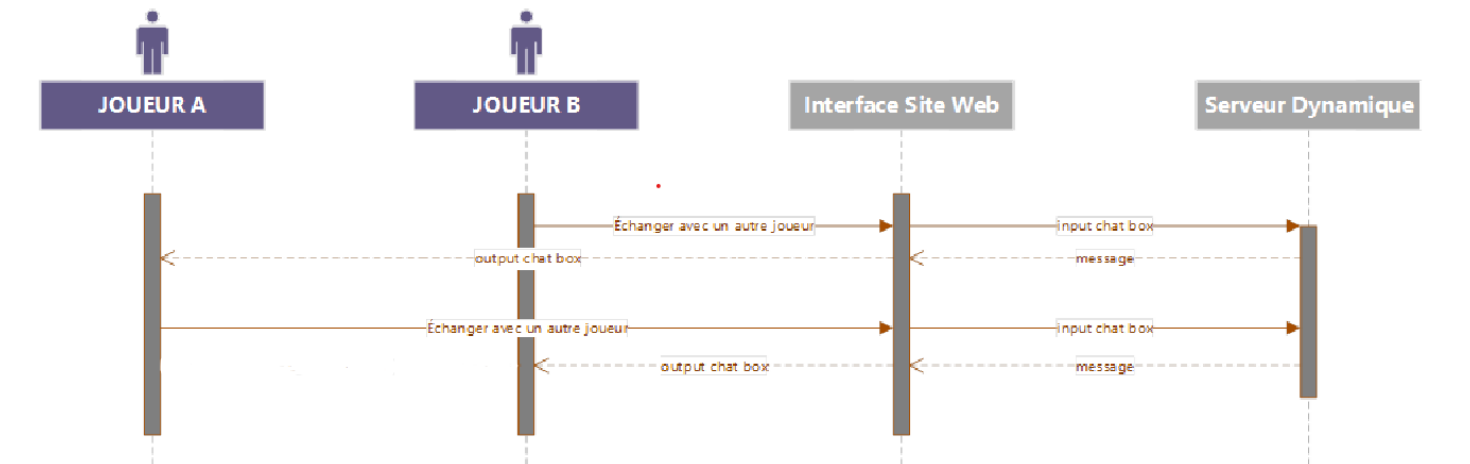 JOUEUR A
JOUEUR B
Interface Site Web
Serveur Dynamique
Échanger avec un autre joueur
input chat box
output chat box
message
Échanger avec un autre joueur
input chat box
output chat box
message